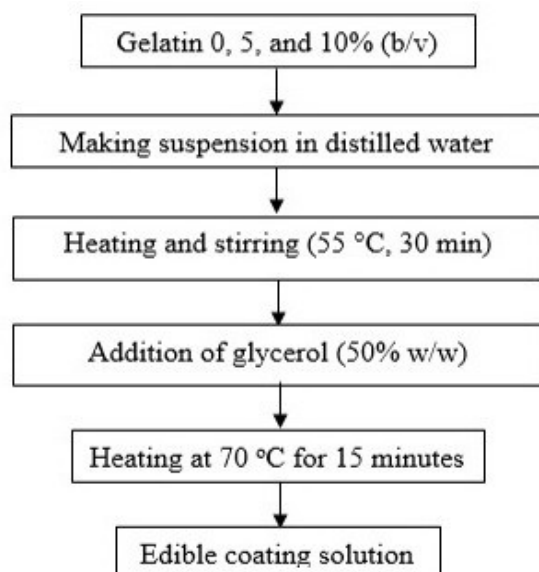 Gelatin 0, 5, and 10% (b/v)
Making suspension in distilled water
Heating and stirring (55 °C, 30 min)
Addition of glycerol (50% w/w)
Heating at 70 °C for 15 minutes
Edible coating solution